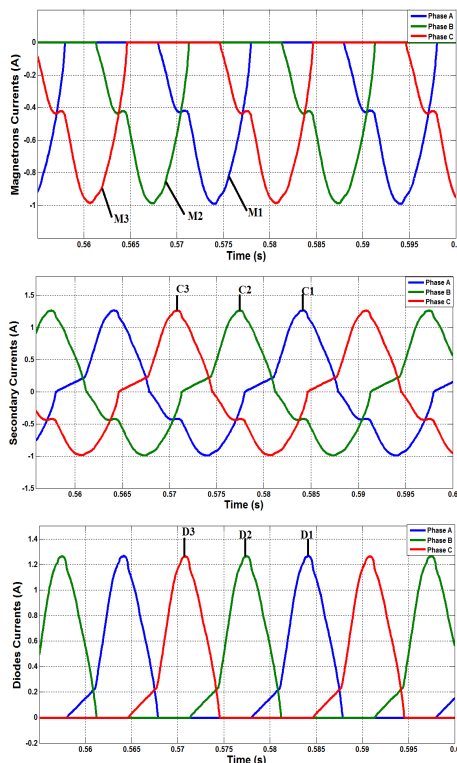 Phase A
Phase B
Phase C
0
-0.2
-0.4
-0.6
-0.8
-1
Magnetrons Currents (A)
M3
M2
M1
0.56
0.565
0.57
0.575
0.58
0.585
0.59
0.595
0.6
Time (s)
Phase A
Phase B
Phase C
C3
C2
C1
1.5
1
0.5
0
-0.5
-1
-1.5
Secondary Currents (A)
0.56
0.565
0.57
0.575
0.58
0.585
0.59
0.595
0.6
Time (s)
Phase A
Phase B
Phase C
D3
D2
D1
1.4
1.2
1
0.8
0.6
0.4
0.2
0
-0.2
Diodes Currents (A)
0.56
0.565
0.57
0.575
0.58
0.585
0.59
0.595
0.6
Time (s)